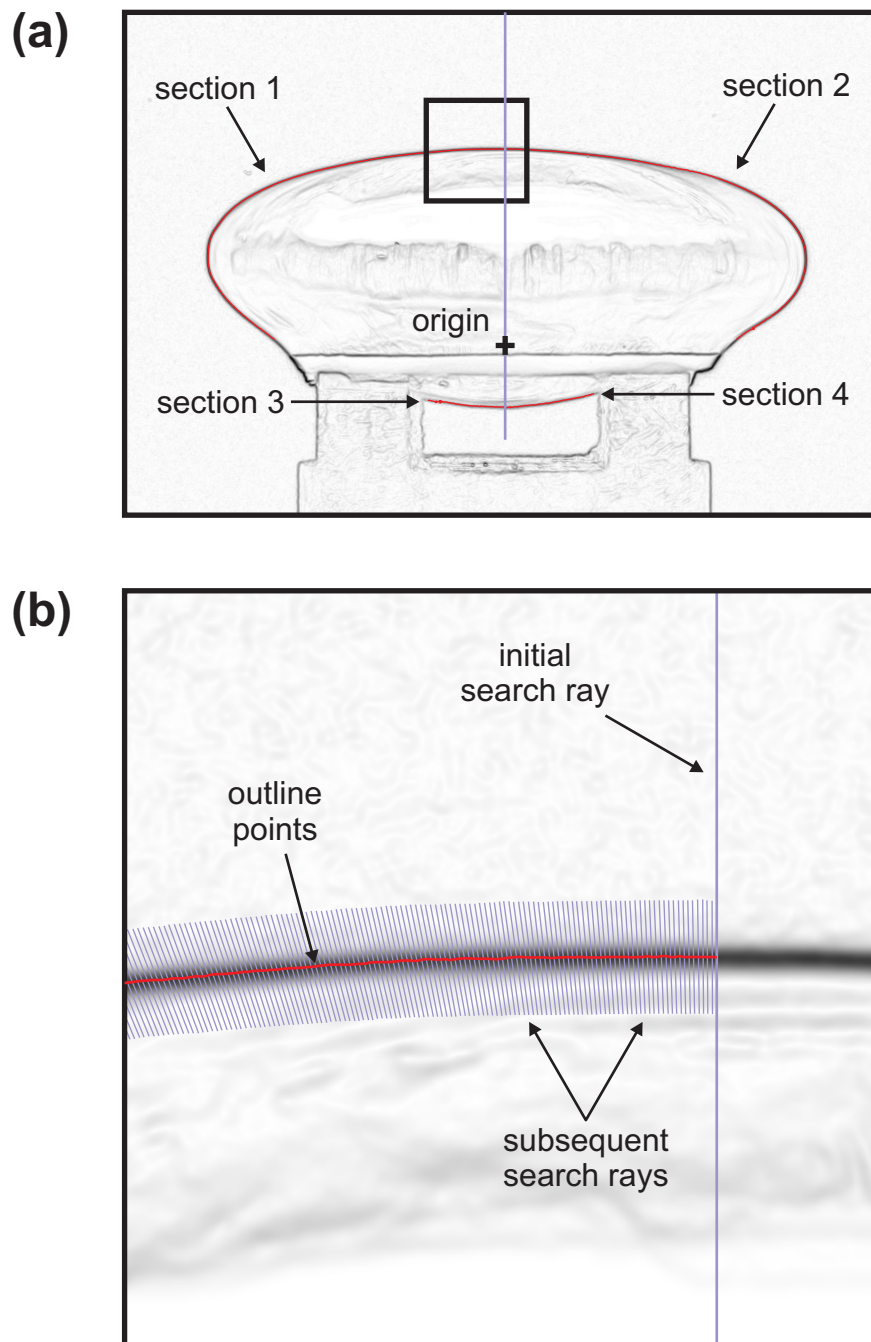 (a)
section 1
section 2
origin
section 3
section 4
(b)
initial
search ray
outline
points
subsequent
search rays